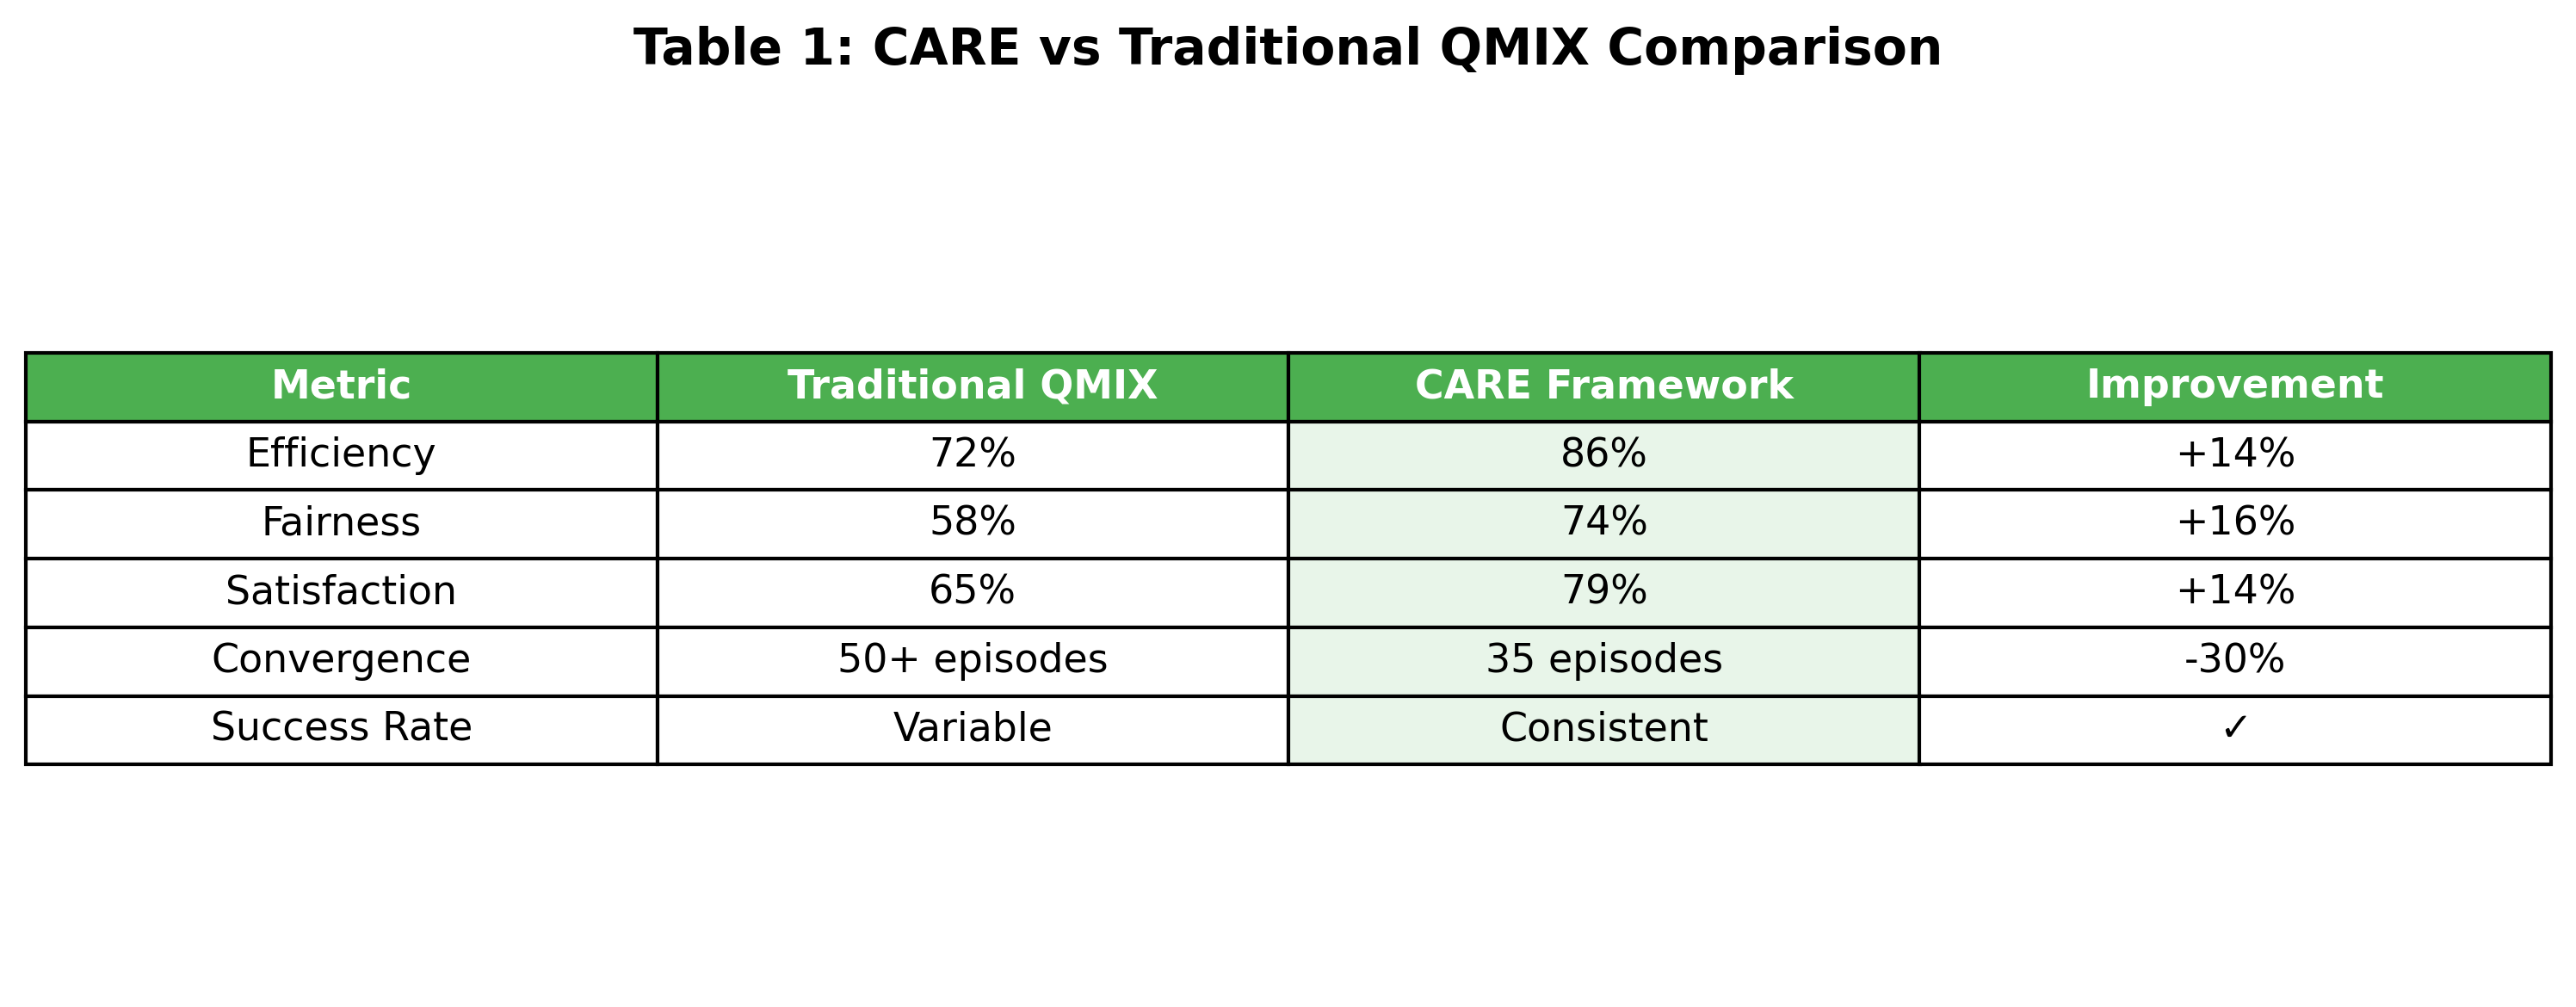 Table 1: CARE vs Traditional QMIX Comparison
Metric Traditional QMIX CARE Framework Improvement
Efficiency 72% 86% +14%
Fairness 58% 74% +16%
Satisfaction 65% 79% +14%
Convergence 50+ episodes 35 episodes -30%
Success Rate Variable Consistent ✓